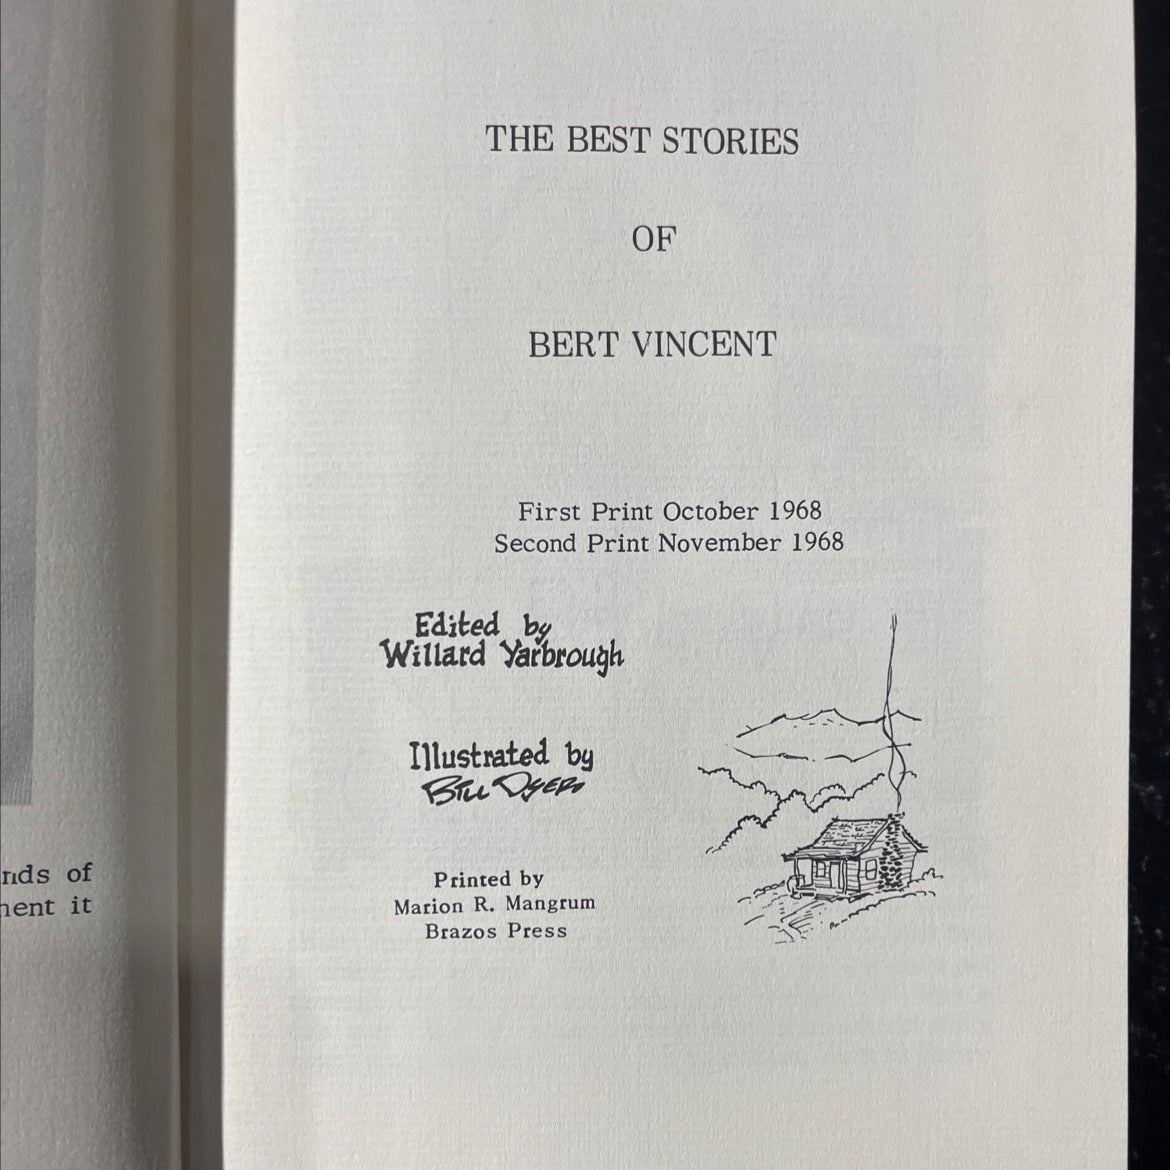 THE BEST STORIES
OF
BERT VINCENT
First Print October 1968
Second Print November 1968
Edited by
Willard Yarbrough
Illustrated by
Bill Dyer
Printed by
Marion R. Mangrum
Brazos Press
nds of
ent it